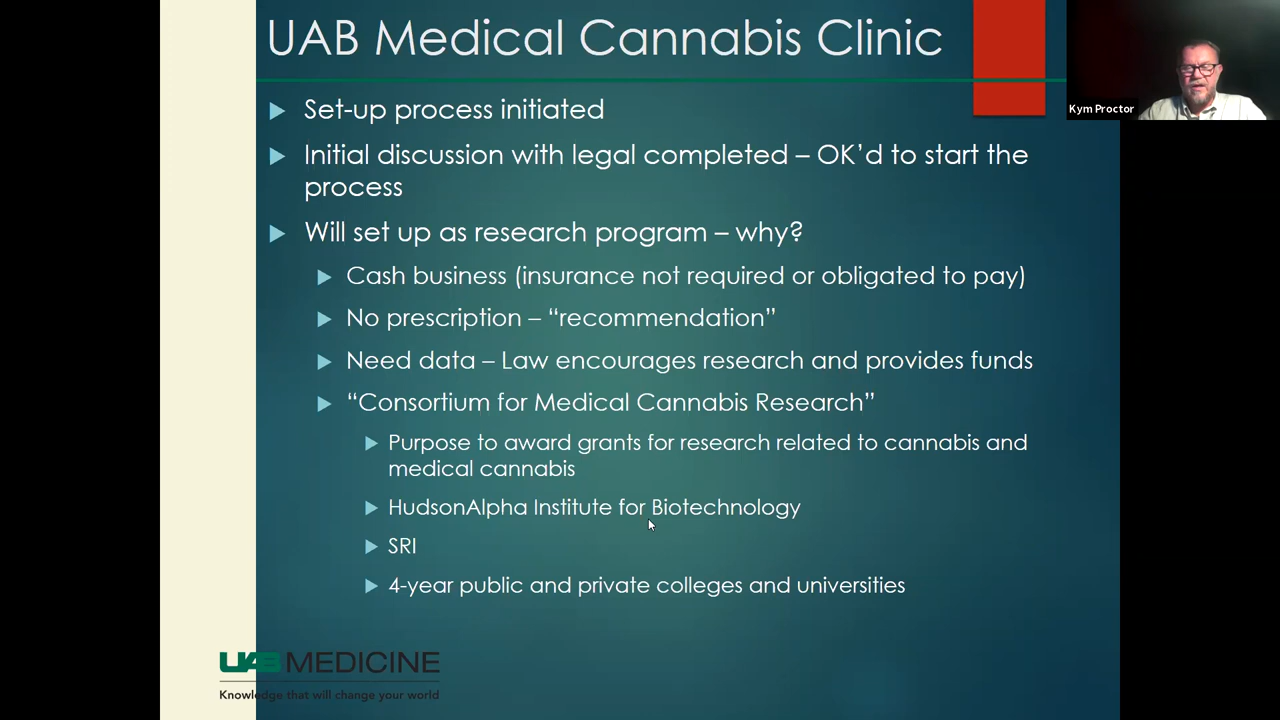 UAB Medical Cannabis Clinic
Set-up process initiated
Initial discussion with legal completed – OK’d to start the
process
Will set up as research program – why?
Cash business (insurance not required or obligated to pay)
No prescription – “recommendation”
Need data – Law encourages research and provides funds
“Consortium for Medical Cannabis Research”
Purpose to award grants for research related to cannabis and
medical cannabis
HudsonAlpha Institute for Biotechnology
SRI
4-year public and private colleges and universities
UAB MEDICINE
Knowledge that will change your world
Kym Proctor